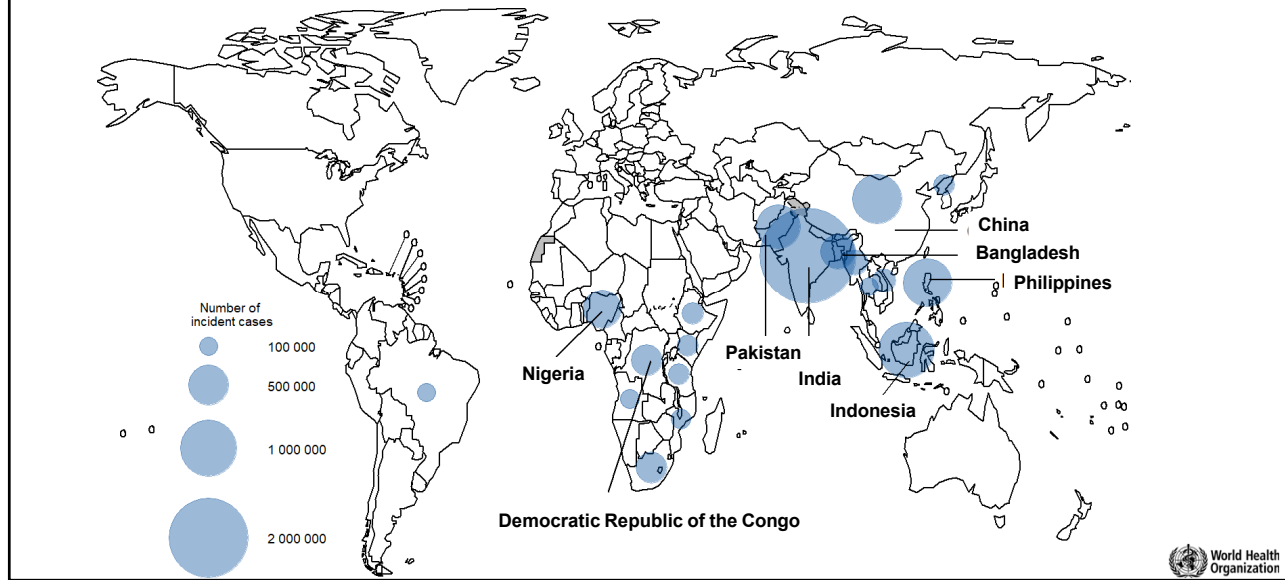 China
Bangladesh
Philippines
Number of
incident cases
100 000
500 000
1 000 000
2 000 000
Nigeria
Pakistan
India
Indonesia
Democratic Republic of the Congo
World Health
Organization